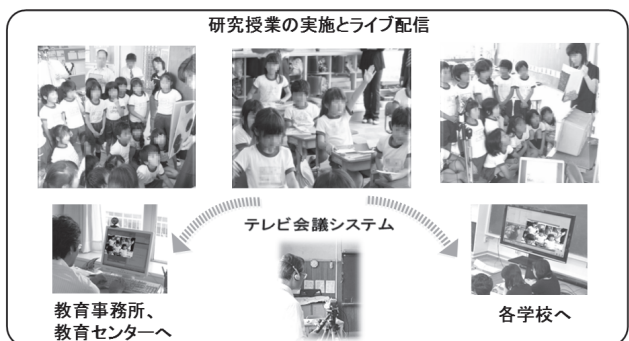 研究授業の実施とライブ配信
テレビ会議システム
教育事務所、
教育センターへ
各学校へ